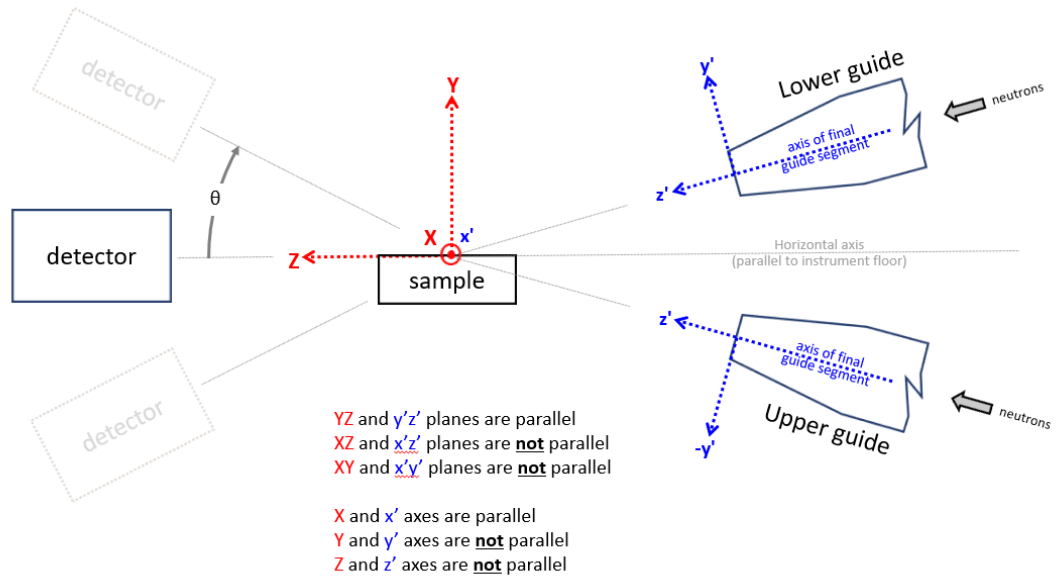 detector
Y
y'
Lower guide
neutrons
axis of final
guide segment
z'
θ
X
x'
Horizontal axis
(parallel to instrument floor)
detector
Z
sample
z'
axis of final
guide segment
detector
neutrons
Upper guide
-y'
YZ and y'z' planes are parallel
XZ and x'z' planes are not parallel
XY and x'y' planes are not parallel
X and x' axes are parallel
Y and y' axes are not parallel
Z and z' axes are not parallel